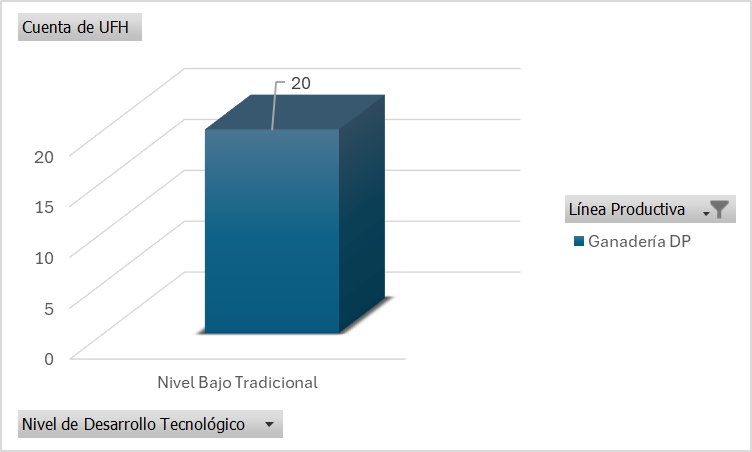 Cuenta de UFH
20
20
15
10
5
0
Nivel Bajo Tradicional
Línea Productiva
Ganadería DP
Nivel de Desarrollo Tecnológico